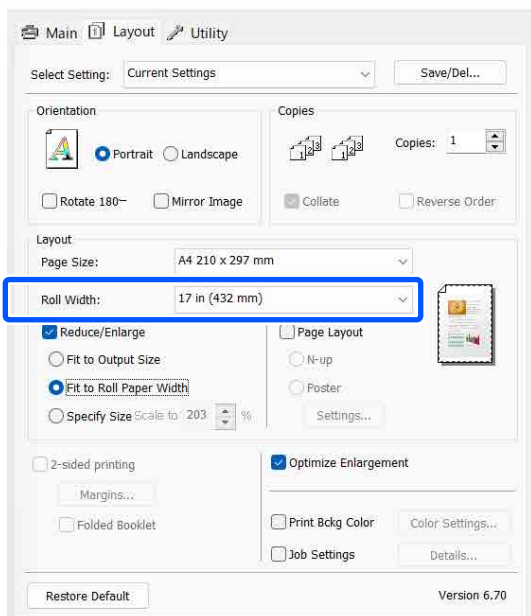 Main Layout Utility
Select Setting: Current Settings Save/Del...
Orientation
Portrait Landscape
Rotate 180°
Mirror Image
Copies
Copies: 1
Collate Reverse Order
Layout
Page Size: A4 210 x 297 mm
Roll Width: 17 in (432 mm)
Reduce/Enlarge
Fit to Output Size
Fit to Roll Paper Width
Specify Size Scale to 203 %
Page Layout
N-up
Poster
Settings...
2-sided printing
Margins...
Folded Booklet
Optimize Enlargement
Print Bckg Color Color Settings...
Job Settings Details...
Restore Default Version 6.70